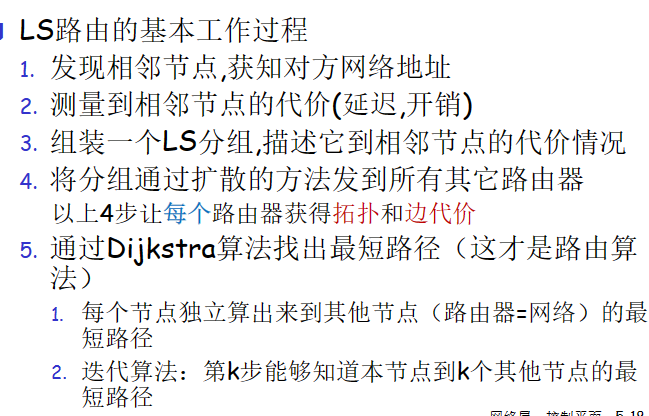 LS路由的基本工作过程
1. 发现相邻节点,获知对方网络地址
2. 测量到相邻节点的代价(延迟,开销)
3. 组装一个LS分组,描述它到相邻节点的代价情况
4. 将分组通过扩散的方法发到所有其它路由器
以上4步让每个路由器获得拓扑和边代价
5. 通过Dijkstra算法找出最短路径（这才是路由算
法）
1. 每个节点独立算出来到其他节点（路由器=网络）的最
短路径
2. 迭代算法：第k步能够知道本节点到k个其他节点的最
短路径